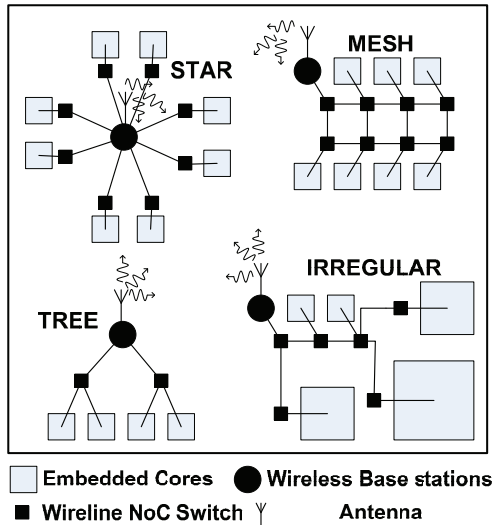 STAR
MESH
TREE
IRREGULAR
Embedded Cores
Wireless Base stations
Wireline NoC Switch
Antenna